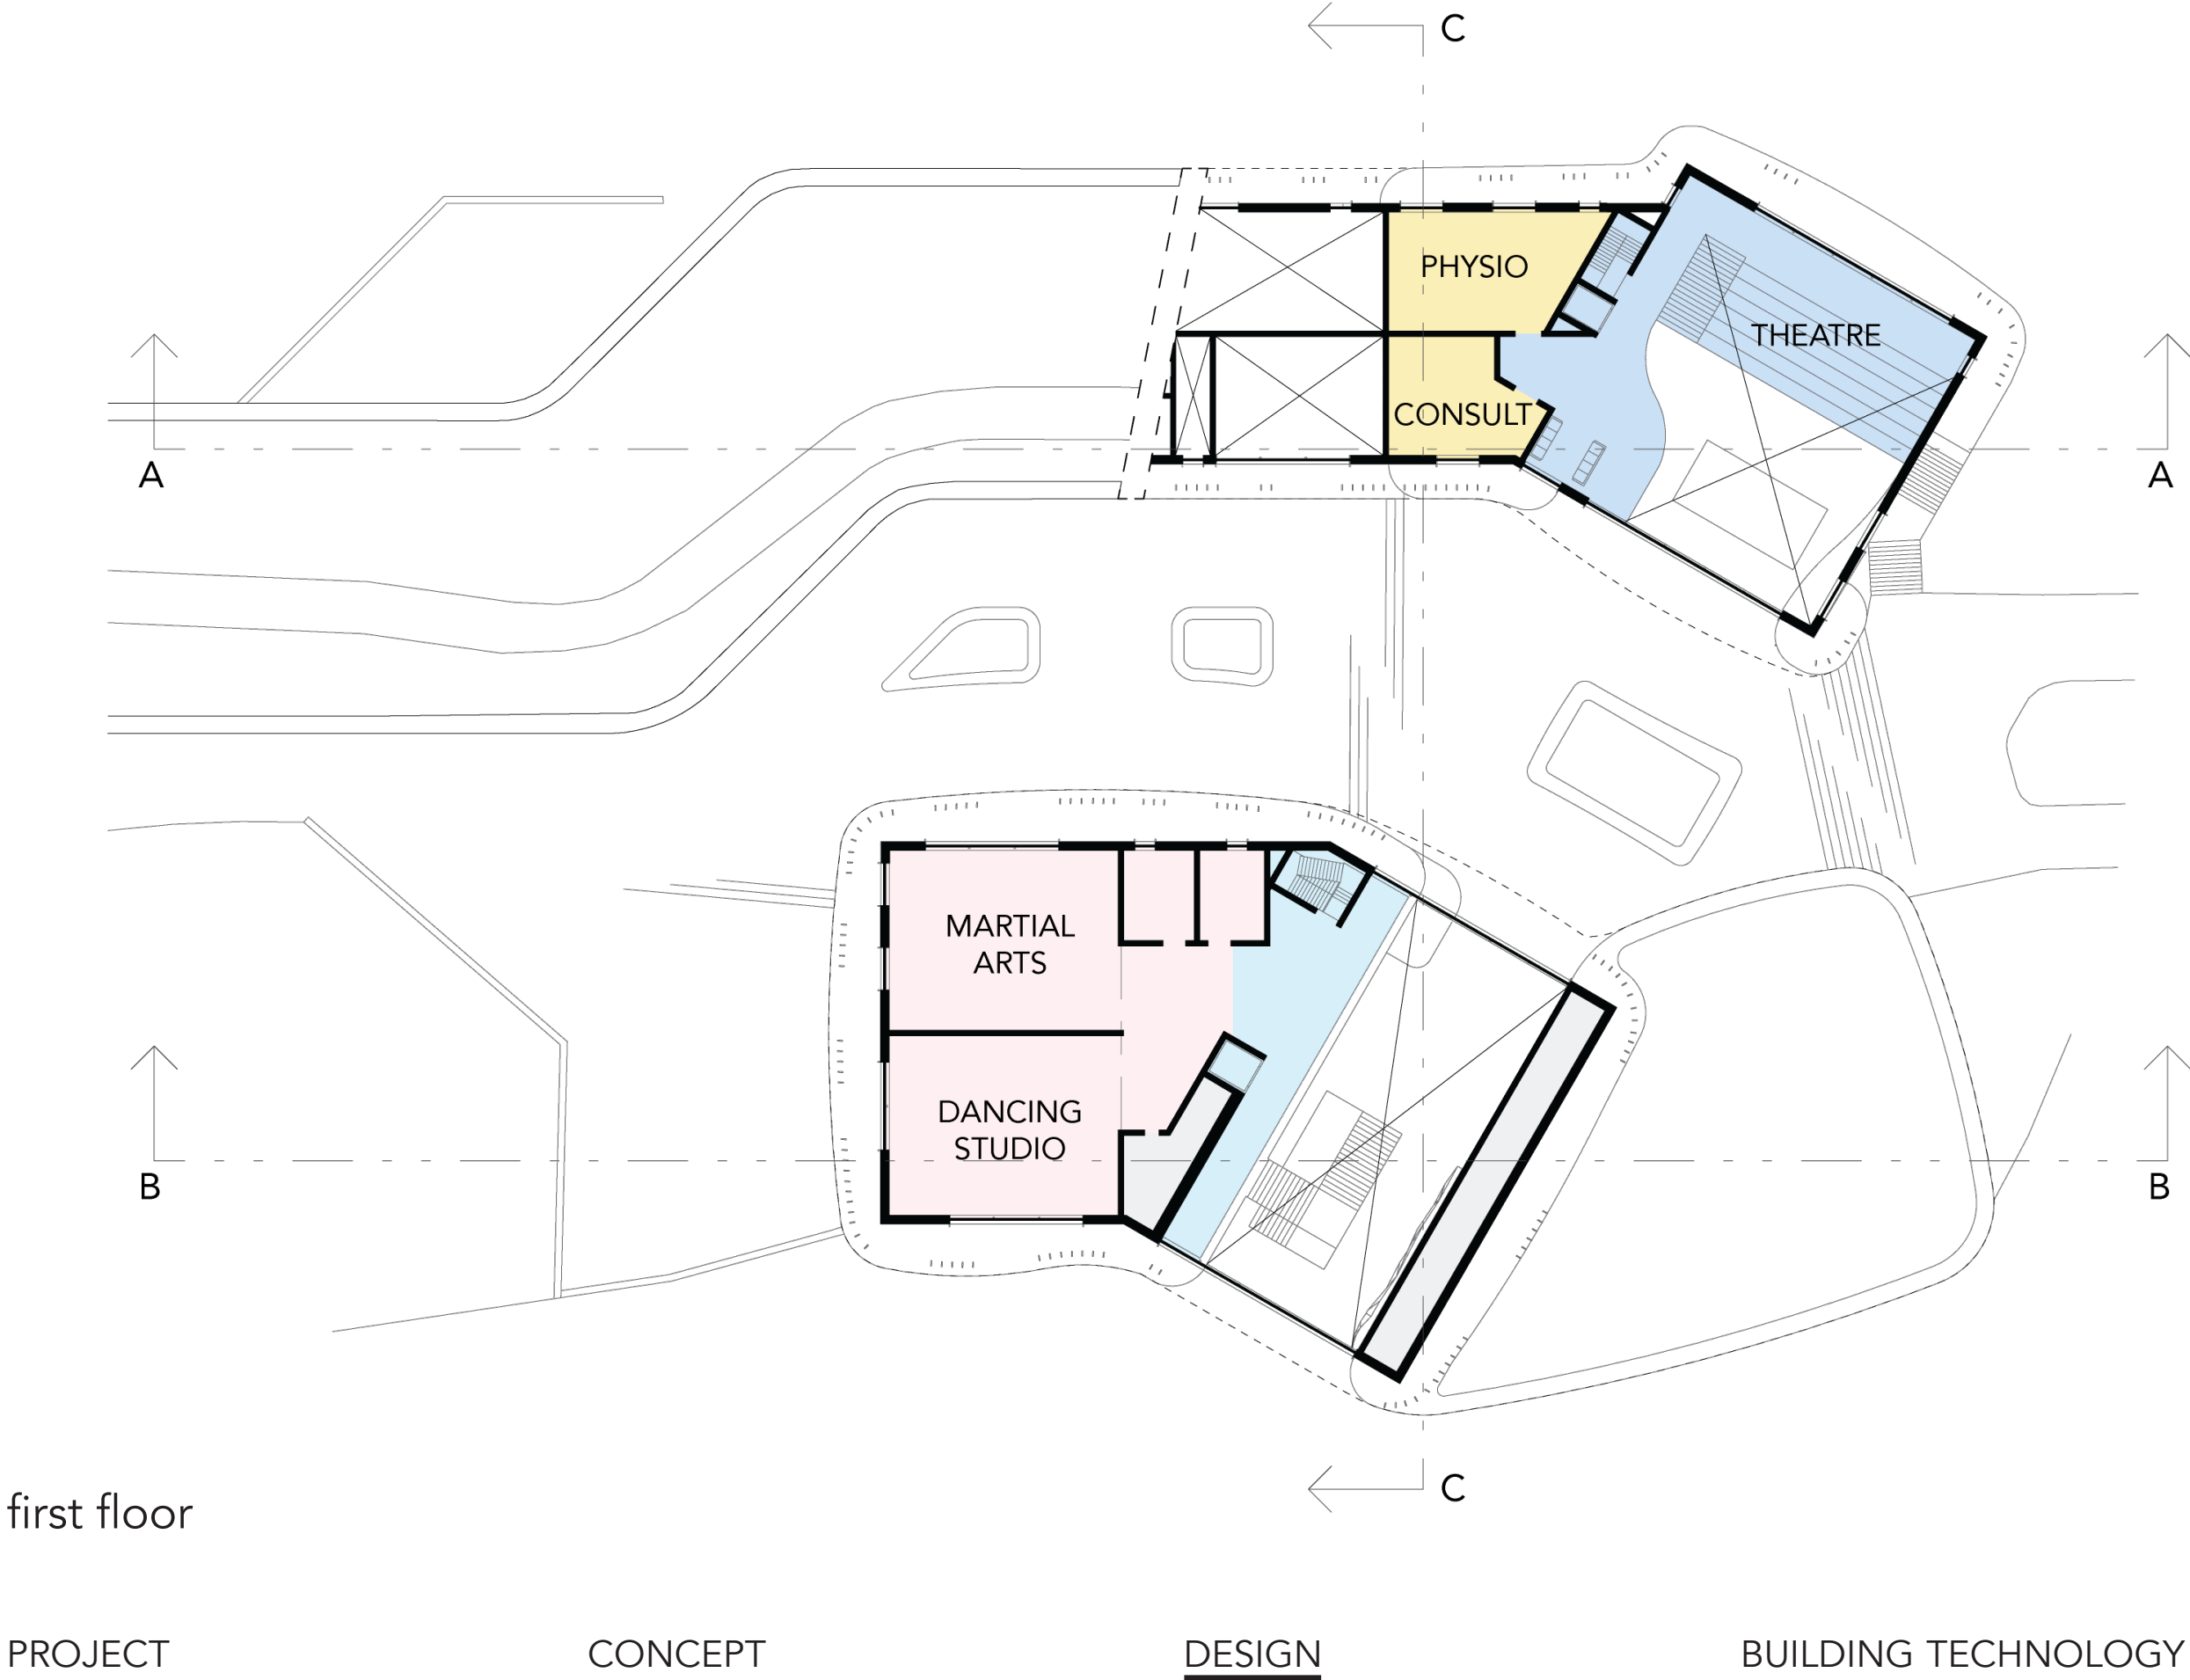 C
PHYSIO
THEATRE
CONSULT
A
A
MARTIAL
ARTS
DANCING
STUDIO
B
B
C
first floor
PROJECT
CONCEPT
DESIGN
BUILDING TECHNOLOGY